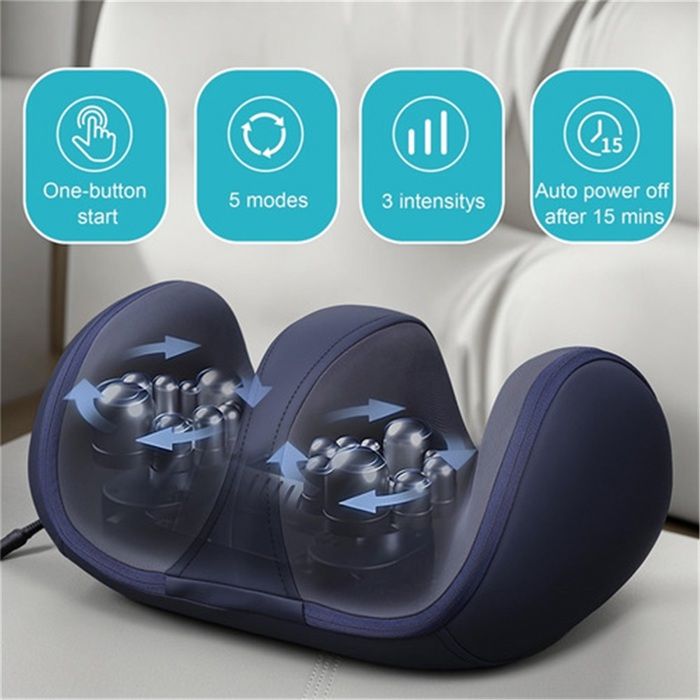 One-button
start
5 modes
3 intensitys
15
Auto power off
after 15 mins